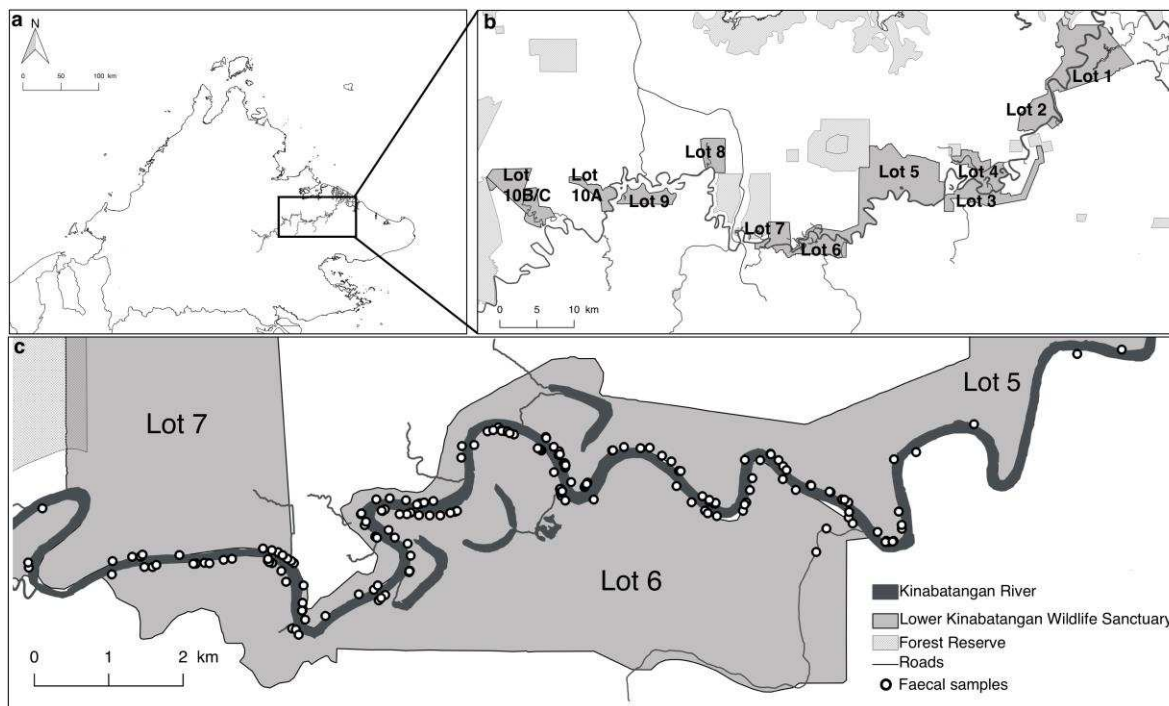 a
N
0 50 100 km
b
Lot 1
Lot 2
Lot 8
Lot 5
Lot 4
Lot
10B/C
Lot
10A
Lot 9
Lot 3
Lot 7
Lot 6
0 5 10 km
c
Lot 7
Lot 5
Lot 6
Kinabatangan River
Lower Kinabatangan Wildlife Sanctuary
Forest Reserve
Roads
Faecal samples
0 1 2 km